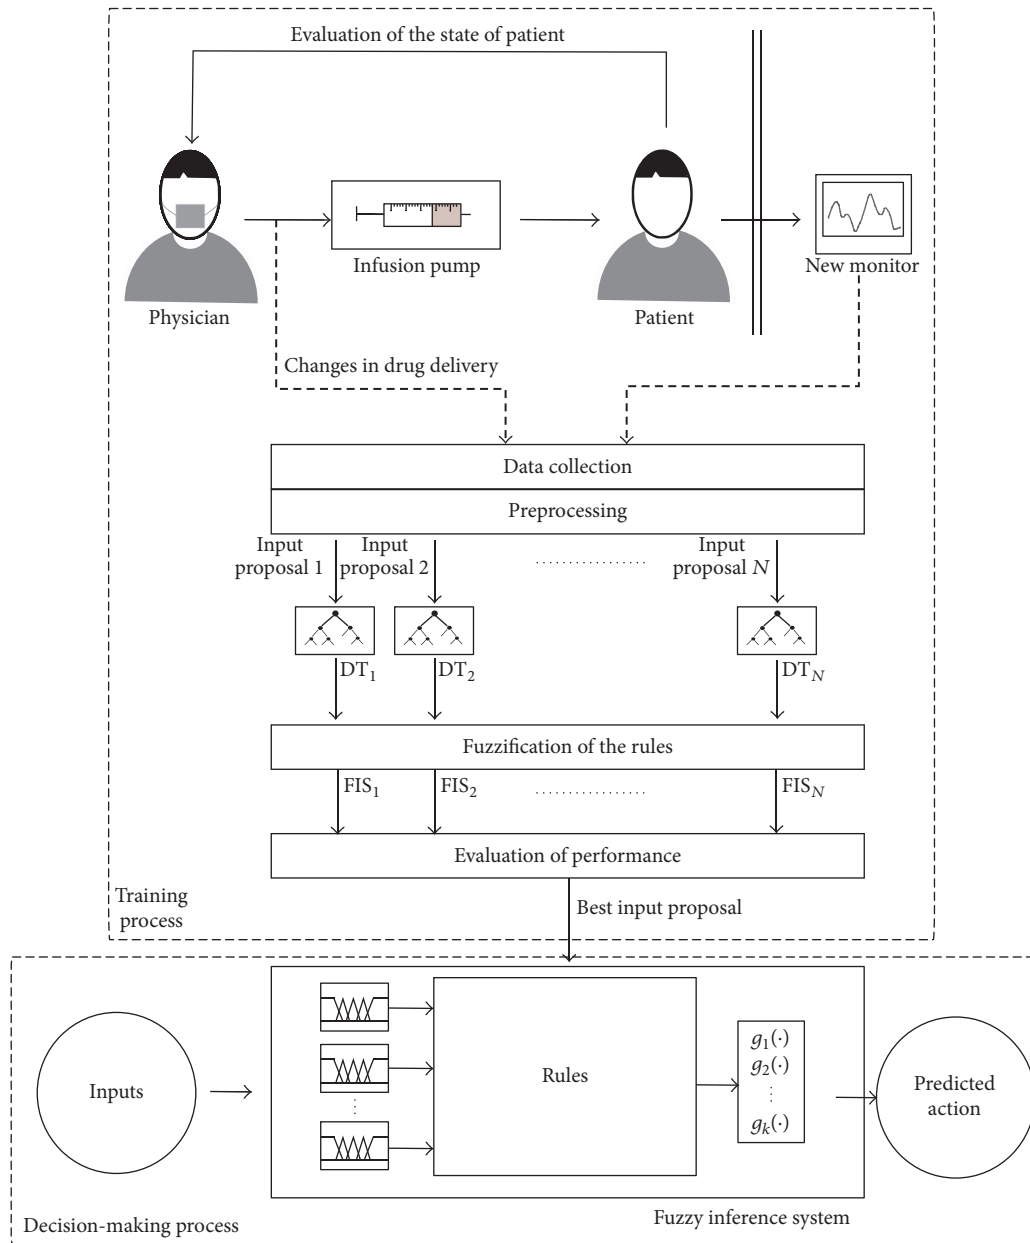 Evaluation of the state of patient
Infusion pump
New monitor
Physician
Patient
Changes in drug delivery
Data collection
Preprocessing
Input
proposal 1
Input
proposal 2
Input
proposal N
DT1
DT2
DTN
Fuzzification of the rules
FIS1
FIS2
FISN
Evaluation of performance
Training
process
Best input proposal
Inputs
Rules
g1(·)
g2(·)
⋮
gk(·)
Predicted
action
Decision-making process
Fuzzy inference system